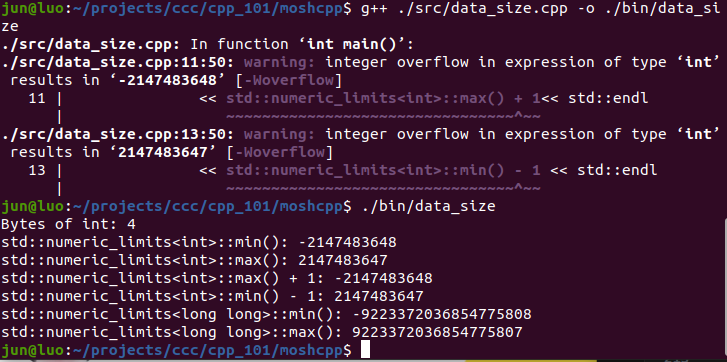 jun@luo:~/projects/ccc/cpp_101/moshcpp$ g++ ./src/data_size.cpp -o ./bin/data_si
ze
./src/data_size.cpp: In function ‘int main()’:
./src/data_size.cpp:11:50: warning: integer overflow in expression of type ‘int’
 results in ‘-2147483648’ [-Woverflow]
   11 |                 << std::numeric_limits<int>::max() + 1<< std::endl
      |                    ~~~~~~~~~~~~~~~~~~~~~~~~~~~~~~~~^~~
./src/data_size.cpp:13:50: warning: integer overflow in expression of type ‘int’
 results in ‘2147483647’ [-Woverflow]
   13 |                 << std::numeric_limits<int>::min() - 1 << std::endl
      |                    ~~~~~~~~~~~~~~~~~~~~~~~~~~~~~~~~^~~
jun@luo:~/projects/ccc/cpp_101/moshcpp$ ./bin/data_size
Bytes of int: 4
std::numeric_limits<int>::min(): -2147483648
std::numeric_limits<int>::max(): 2147483647
std::numeric_limits<int>::max() + 1: -2147483648
std::numeric_limits<int>::min() - 1: 2147483647
std::numeric_limits<long long>::min(): -9223372036854775808
std::numeric_limits<long long>::max(): 9223372036854775807
jun@luo:~/projects/ccc/cpp_101/moshcpp$